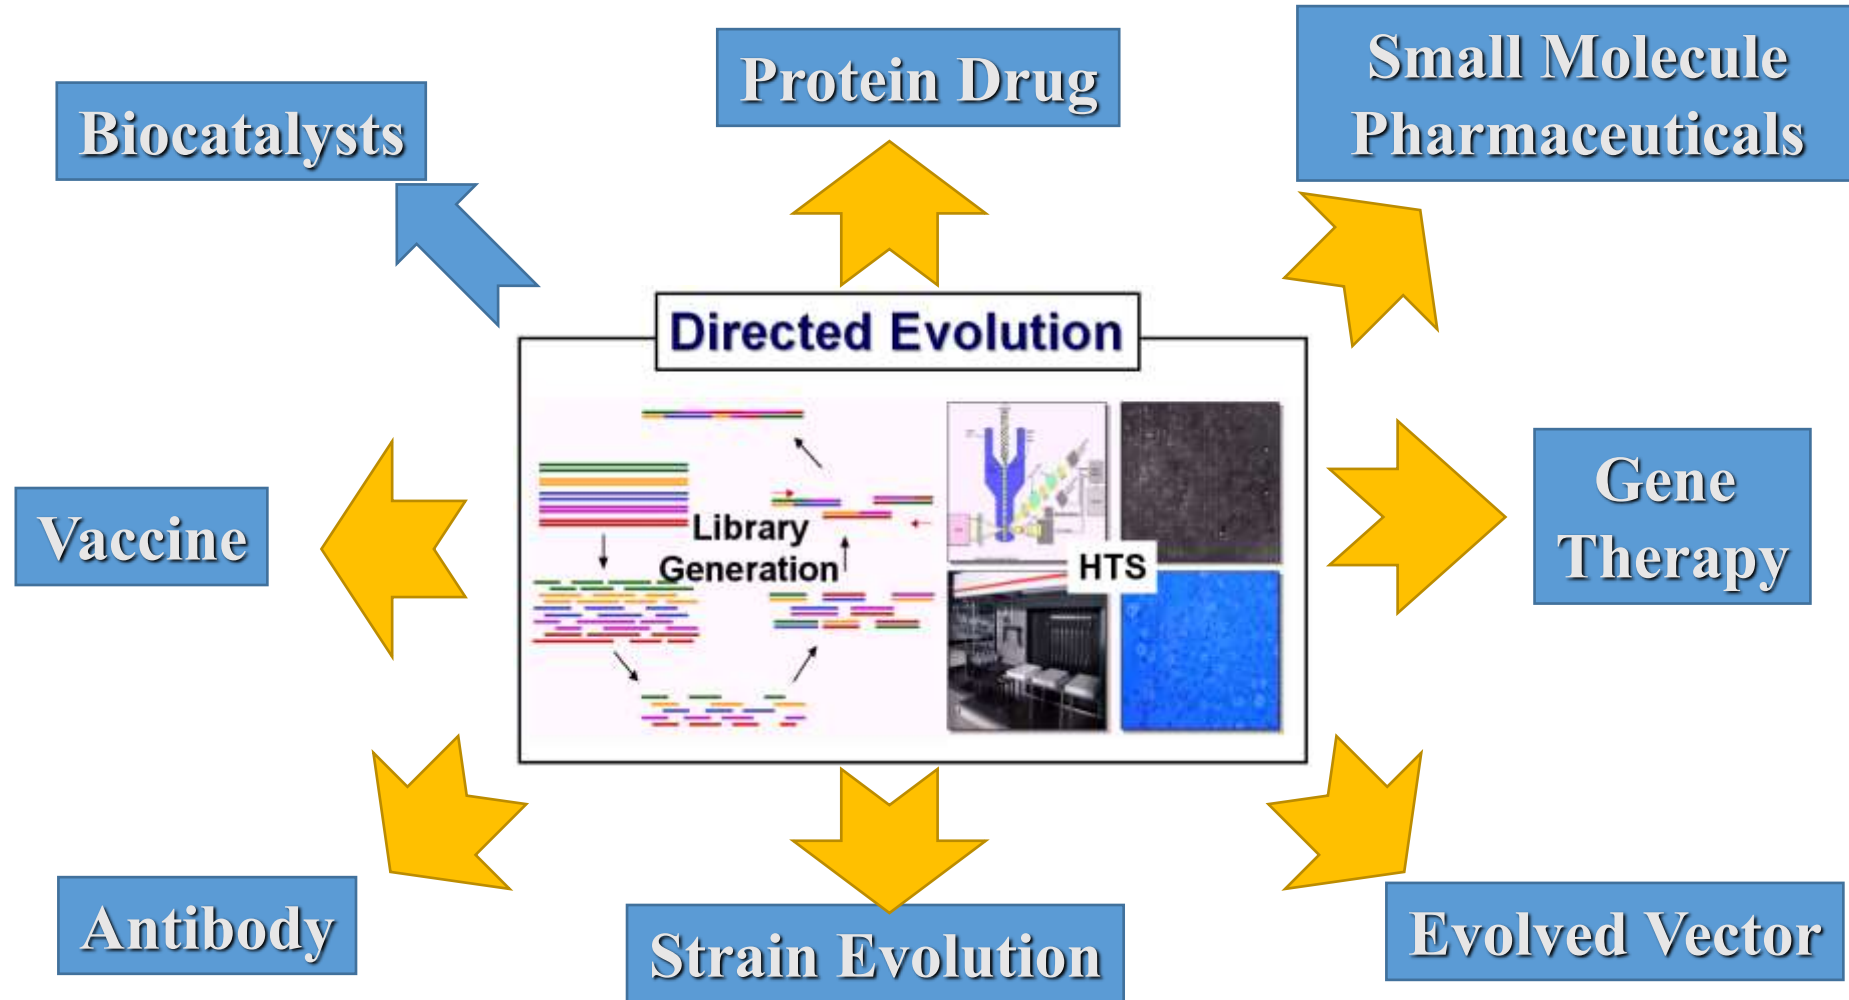 Protein Drug
Small Molecule
Pharmaceuticals
Biocatalysts
Directed Evolution
Library
Generation
HTS
Vaccine
Gene
Therapy
Antibody
Strain Evolution
Evolved Vector